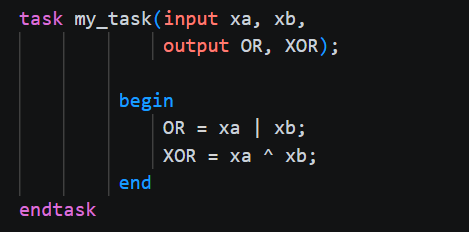 task my_task(input xa, xb,
output OR, XOR);
begin
OR = xa | xb;
XOR = xa ^ xb;
end
endtask